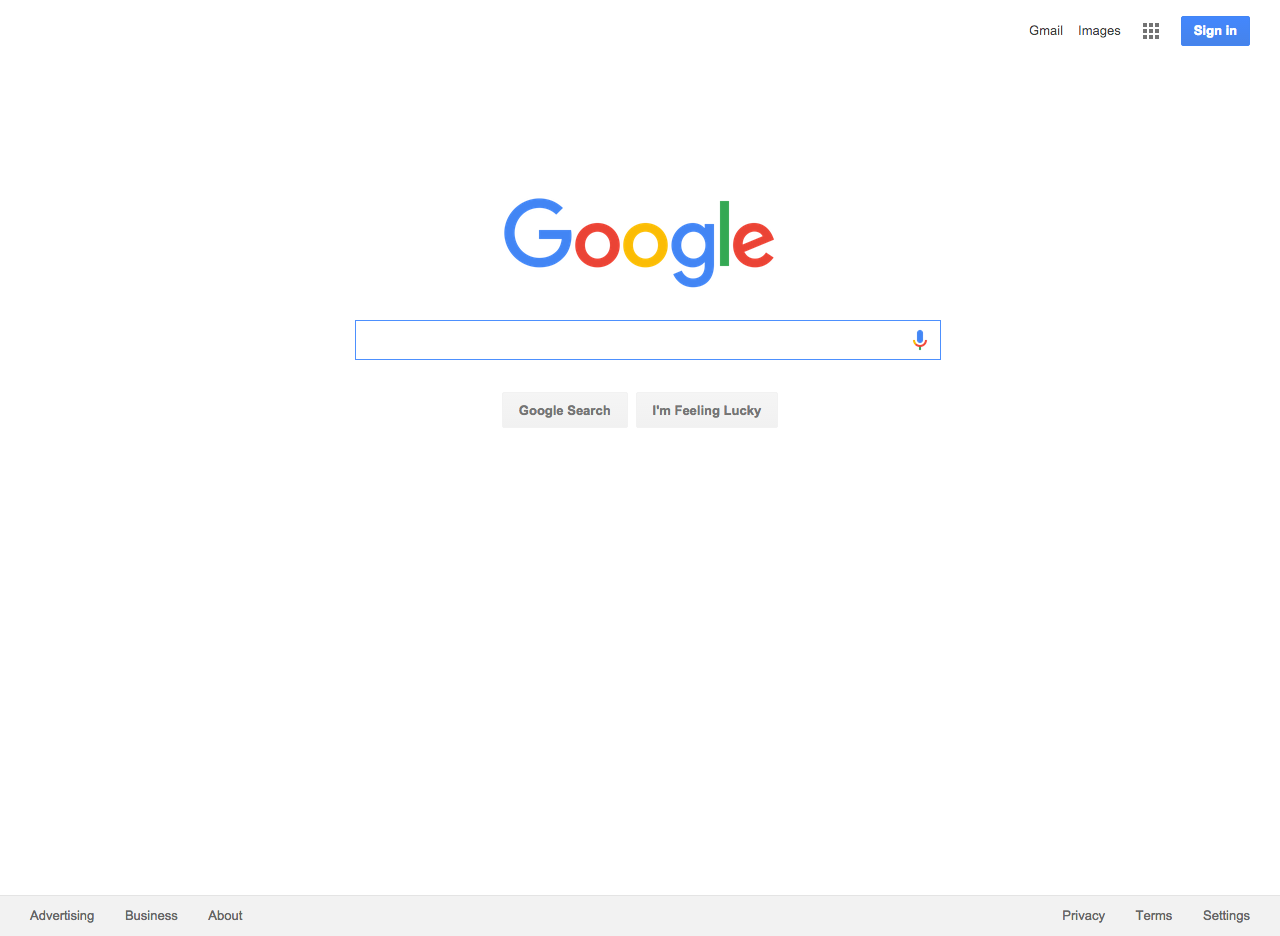 Gmail Images Sign in
Google
Google Search I'm Feeling Lucky
Advertising Business About Privacy Terms Settings